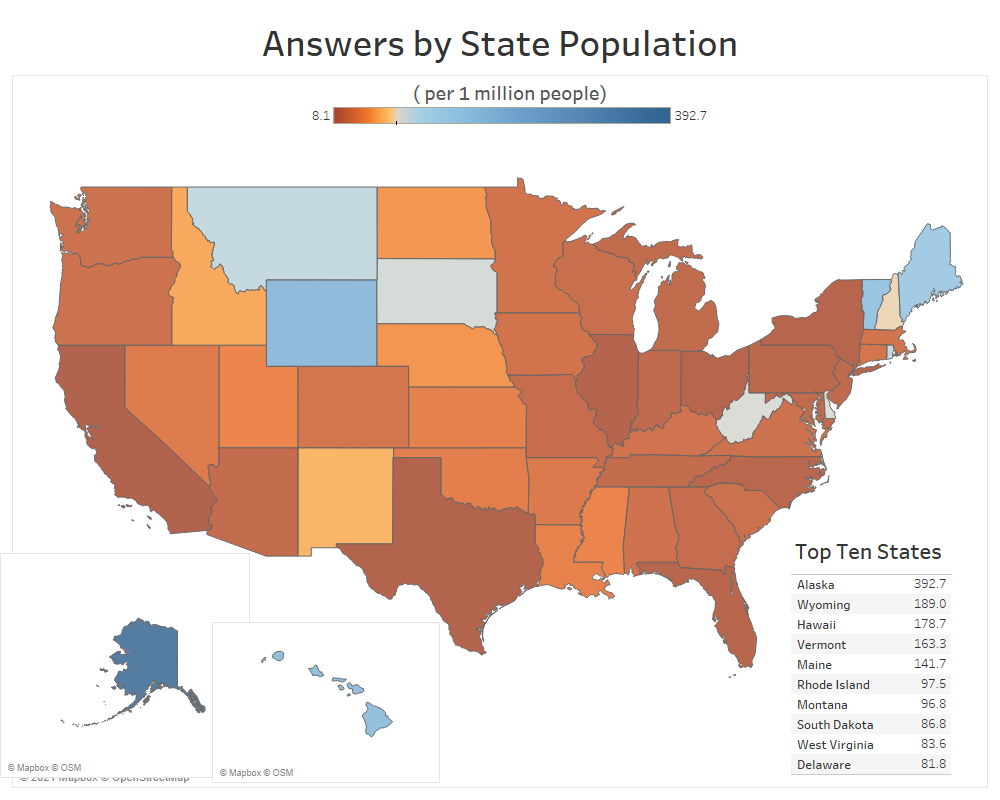 Answers by State Population
( per 1 million people)
8.1 392.7
Top Ten States
Alaska 392.7
Wyoming 189.0
Hawaii 178.7
Vermont 163.3
Maine 141.7
Rhode Island 97.5
Montana 96.8
South Dakota 86.8
West Virginia 83.6
Delaware 81.8
© Mapbox © OSM
© Mapbox © OSM
© 2021 Mapbox © OpenStreetMap